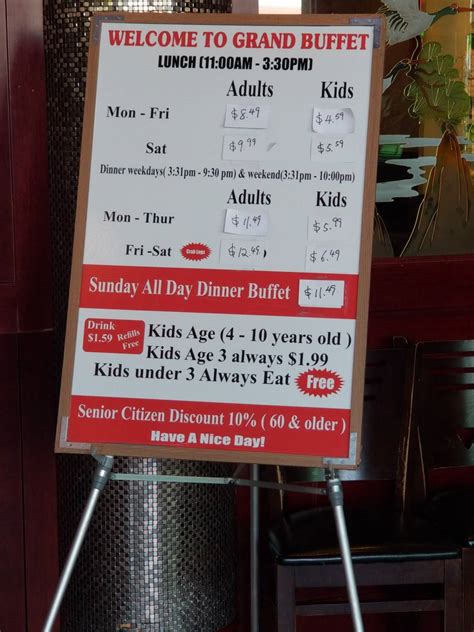 WELCOME TO GRAND BUFFET
LUNCH (11:00AM - 3:30PM)
Adults Kids
Mon - Fri $8.49 $4.59
Sat $9.99 $5.59
Dinner weekdays( 3:31pm - 9:30 pm) & weekend(3:31pm - 10:00pm)
Adults Kids
Mon - Thur $11.49 $5.99
Fri -Sat Crab Legs $12.49 $6.49
Sunday All Day Dinner Buffet $11.49
Drink $1.59 Refills Free
Kids Age (4 - 10 years old )
Kids Age 3 always $1.99
Kids under 3 Always Eat Free
Senior Citizen Discount 10% ( 60 & older )
Have A Nice Day!